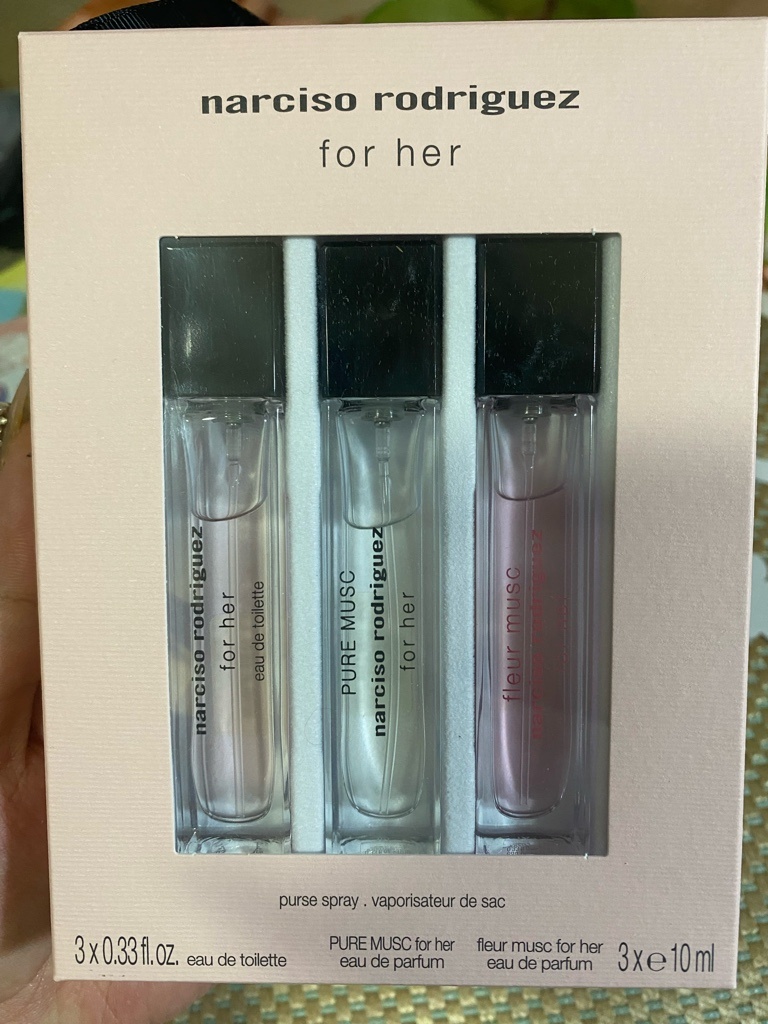 narciso rodriguez
for her
narciso rodriguez
for her
eau de toilette
PURE MUSC
narciso rodriguez
for her
fleur musc
narciso rodriguez
purse spray . vaporisateur de sac
3 x 0.33 fl. oz. eau de toilette
PURE MUSC for her
eau de parfum
fleur musc for her
eau de parfum
3 x e 10 ml